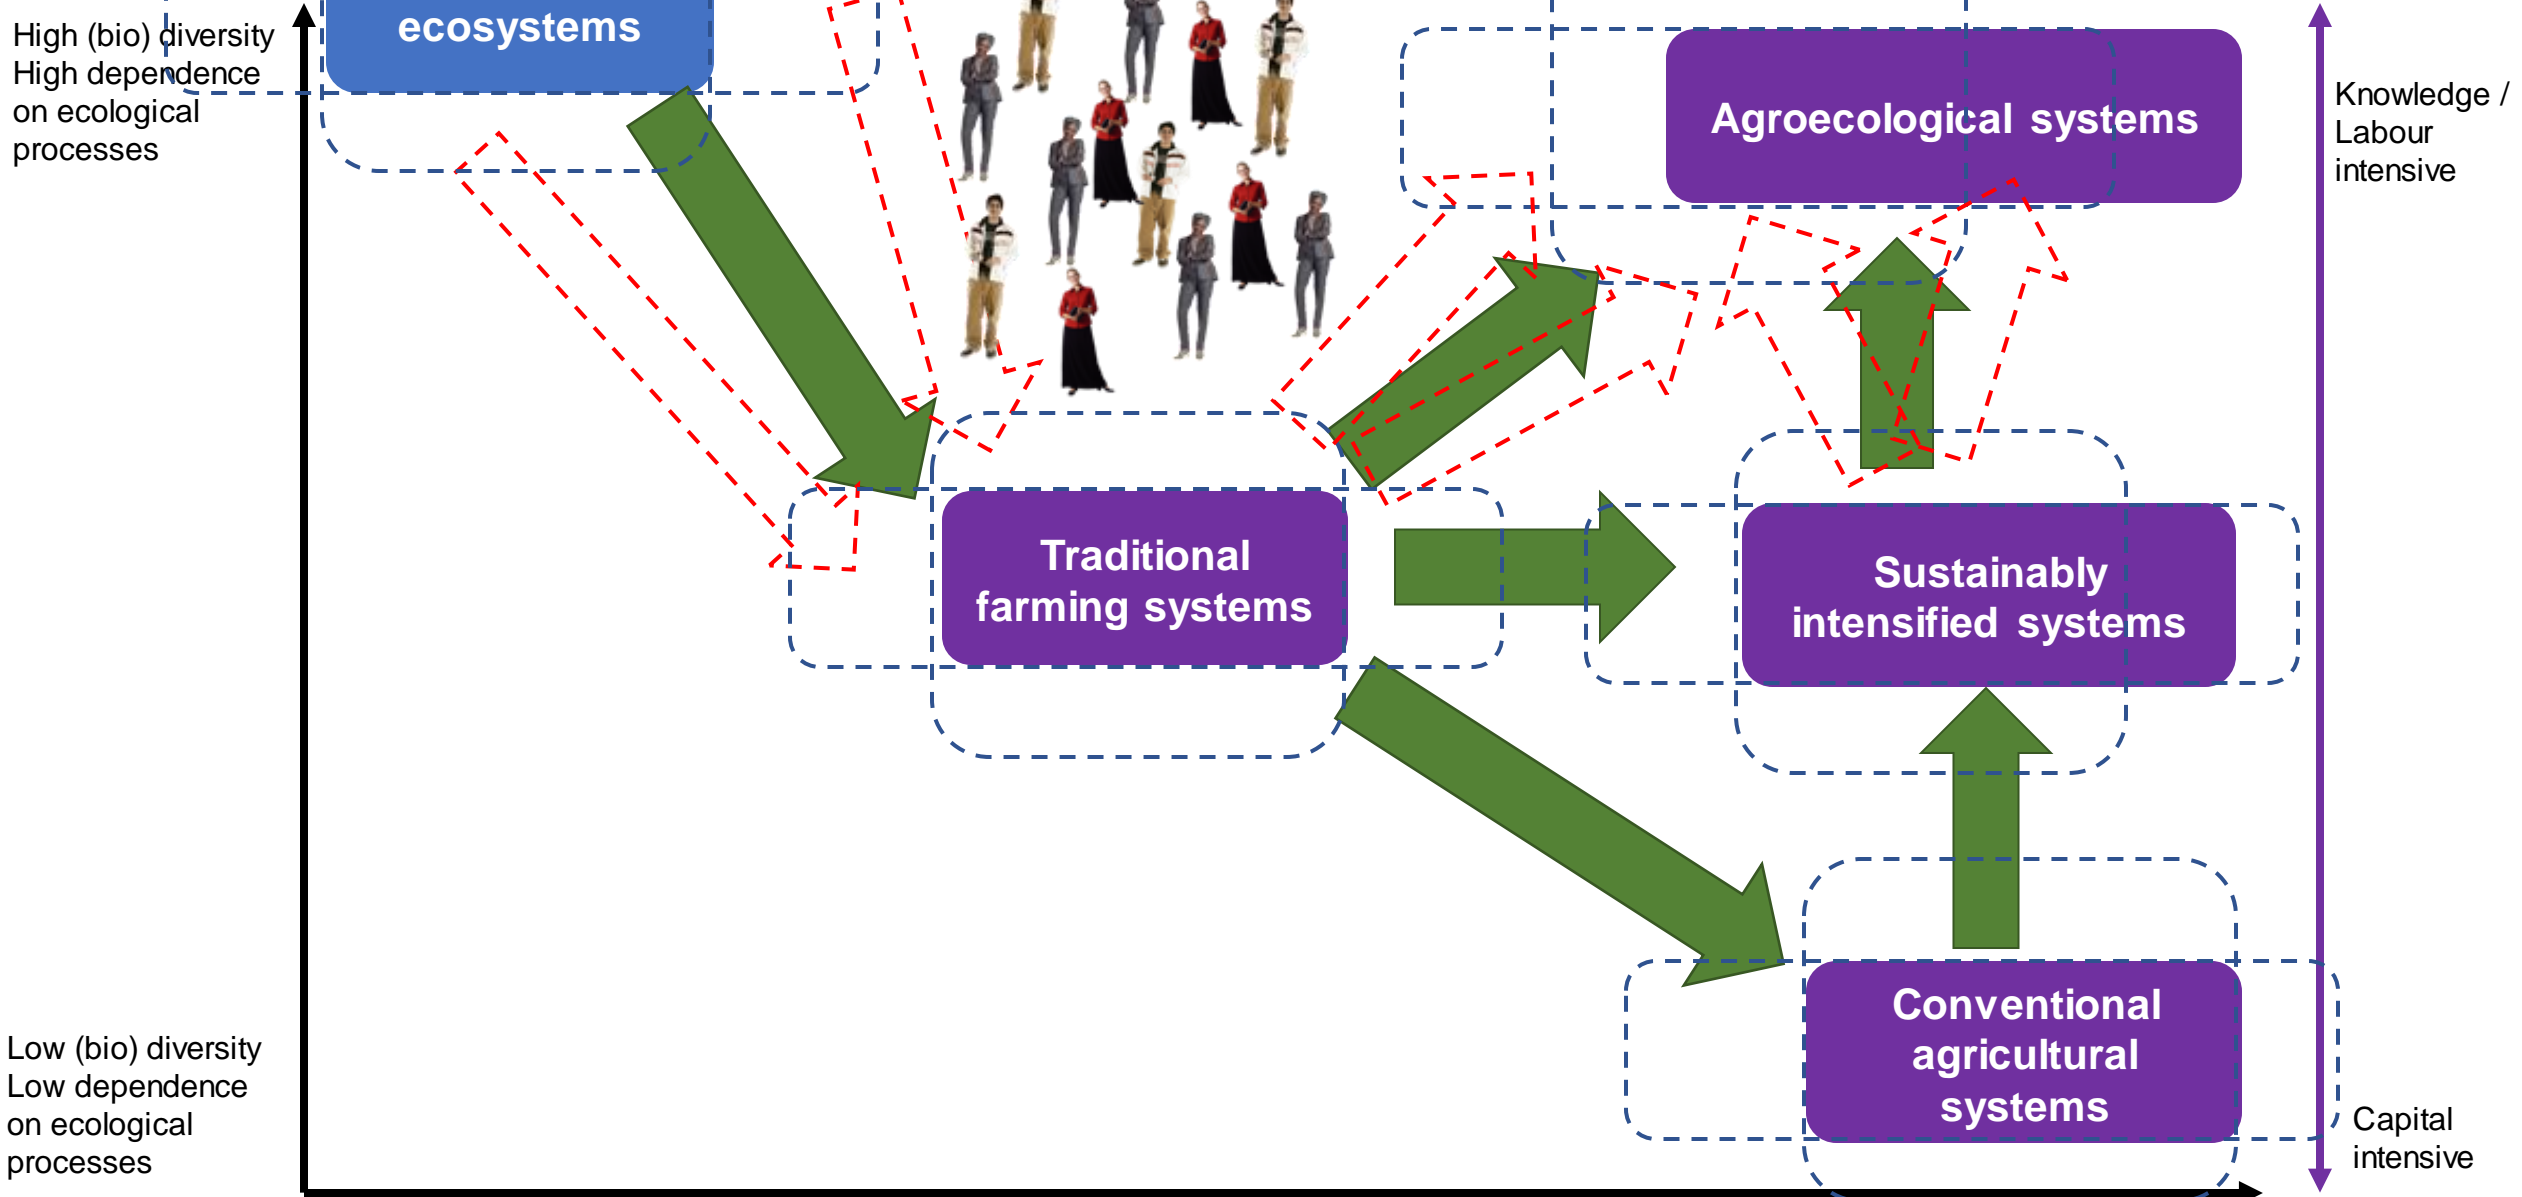 High (bio) diversity
High dependence
on ecological
processes
ecosystems
Agroecological systems
Knowledge /
Labour
intensive
Traditional
farming systems
Sustainably
intensified systems
Conventional
agricultural
systems
Low (bio) diversity
Low dependence
on ecological
processes
Capital
intensive